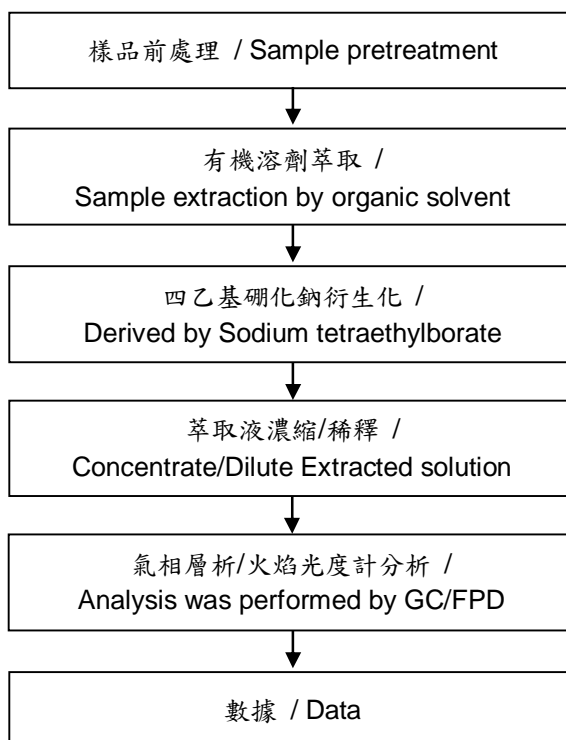 樣品前處理 / Sample pretreatment
有機溶劑萃取 /
Sample extraction by organic solvent
四乙基硼化鈉衍生化 /
Derived by Sodium tetraethylborate
萃取液濃縮/稀釋 /
Concentrate/Dilute Extracted solution
氣相層析/火焰光度計分析 /
Analysis was performed by GC/FPD
數據 / Data